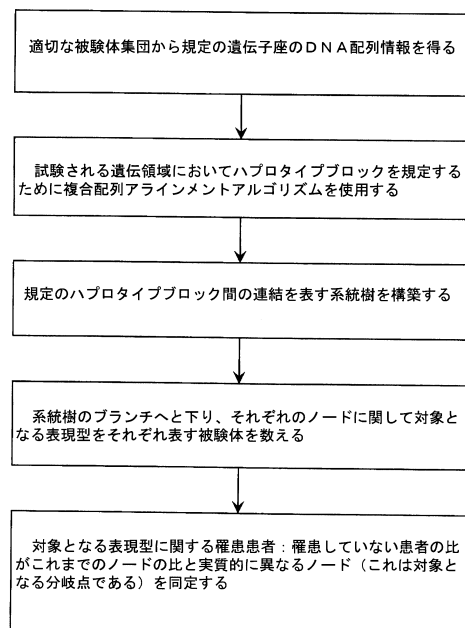 適切な被験体集団から規定の遺伝子座のＤＮＡ配列情報を得る
試験される遺伝領域においてハプロタイプブロックを規定する
ために複合配列アラインメントアルゴリズムを使用する
規定のハプロタイプブロック間の連結を表す系統樹を構築する
系統樹のブランチへと下り、それぞれのノードに関して対象と
なる表現型をそれぞれ表す被験体を数える
対象となる表現型に関する罹患患者：罹患していない患者の比
がこれまでのノードの比と実質的に異なるノード（これは対象と
なる分岐点である）を同定する